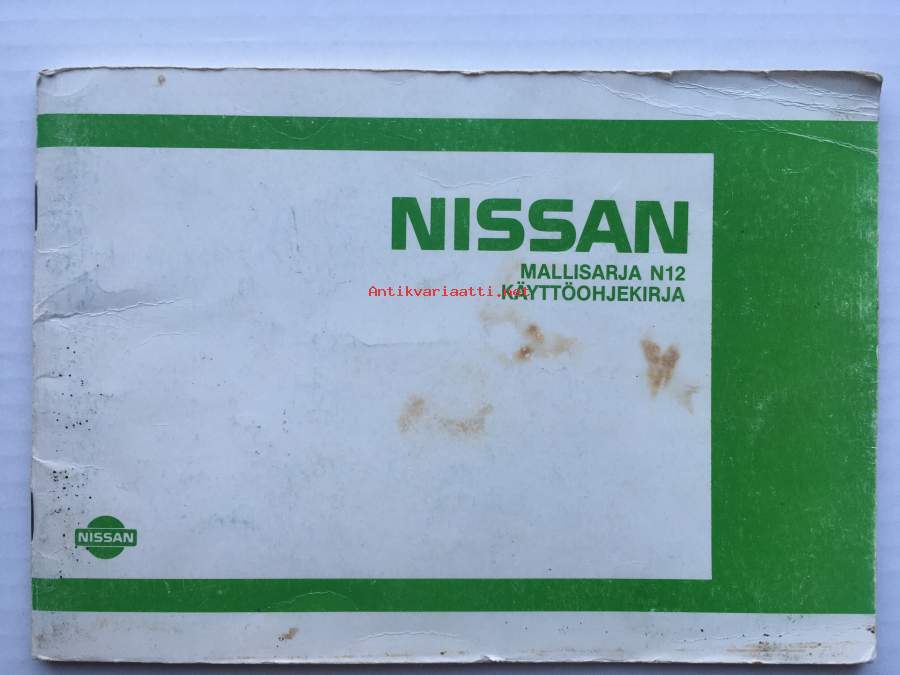 NISSAN
MALLISARJA N12
Antikvariaatti.net
KÄYTTÖOHJEKIRJA
NISSAN